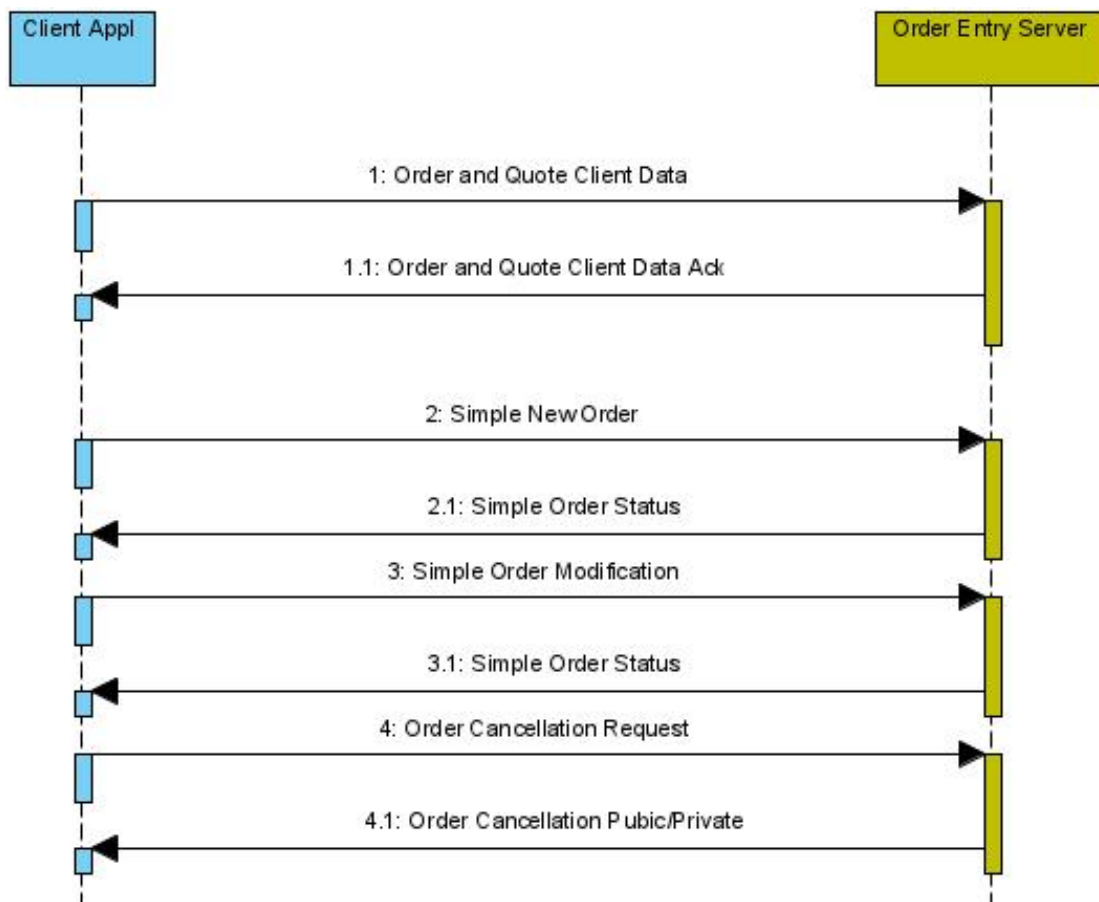 Client Appl
Order Entry Server
1: Order and Quote Client Data
1.1: Order and Quote Client Data Ack
2: Simple New Order
2.1: Simple Order Status
3: Simple Order Modification
3.1: Simple Order Status
4: Order Cancellation Request
4.1: Order Cancellation Pubic/Private